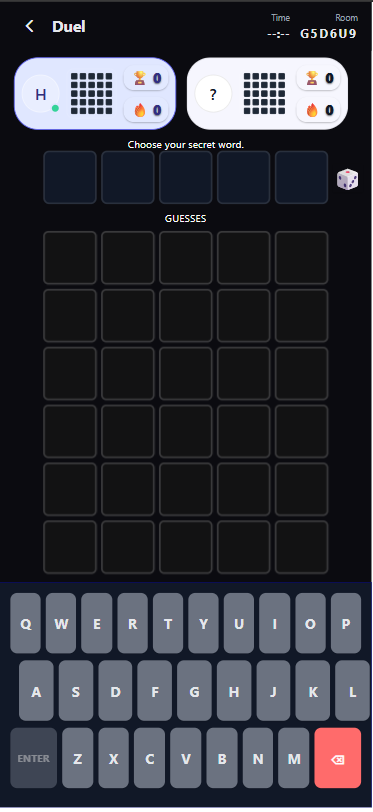 Duel
Time
--:--
Room
G5D6U9
H
0
0
?
0
0
Choose your secret word.
GUESSES
Q W E R T Y U I O P
A S D F G H J K L
ENTER Z X C V B N M